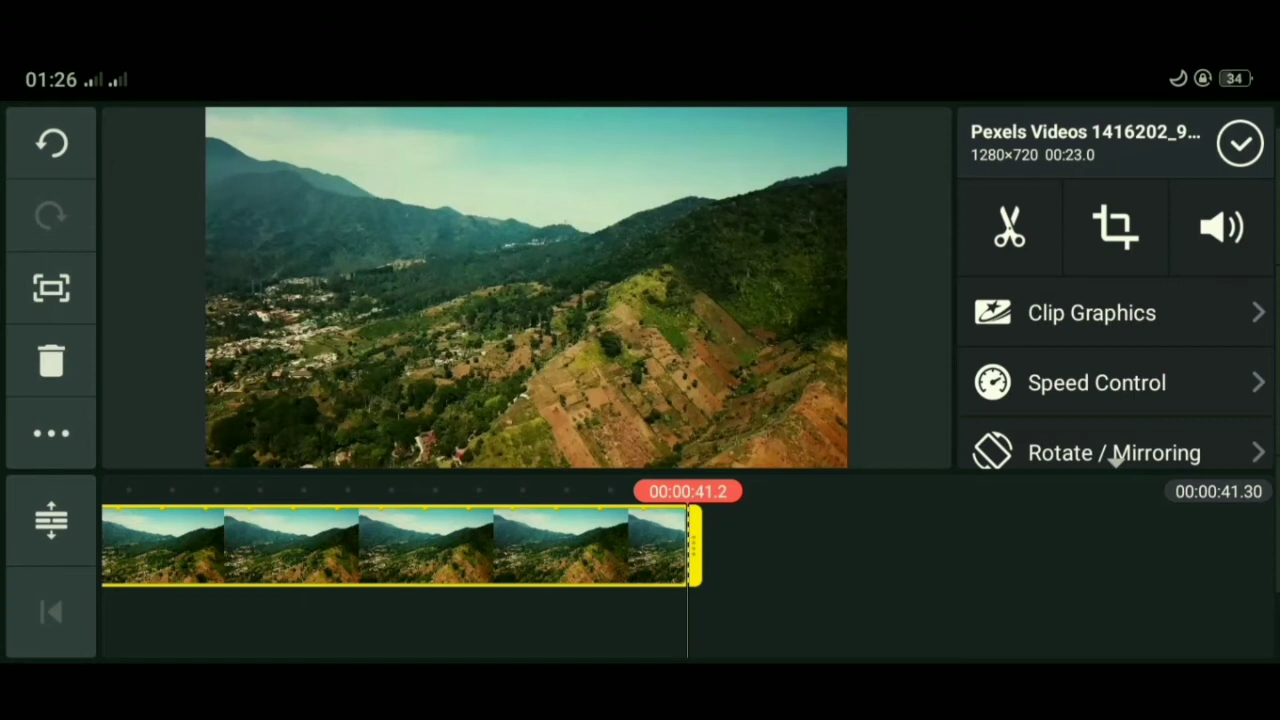 01:26
34
Pexels Videos 1416202_9...
1280×720 00:23.0
Clip Graphics
Speed Control
Rotate / Mirroring
00:00:41.2
00:00:41.30